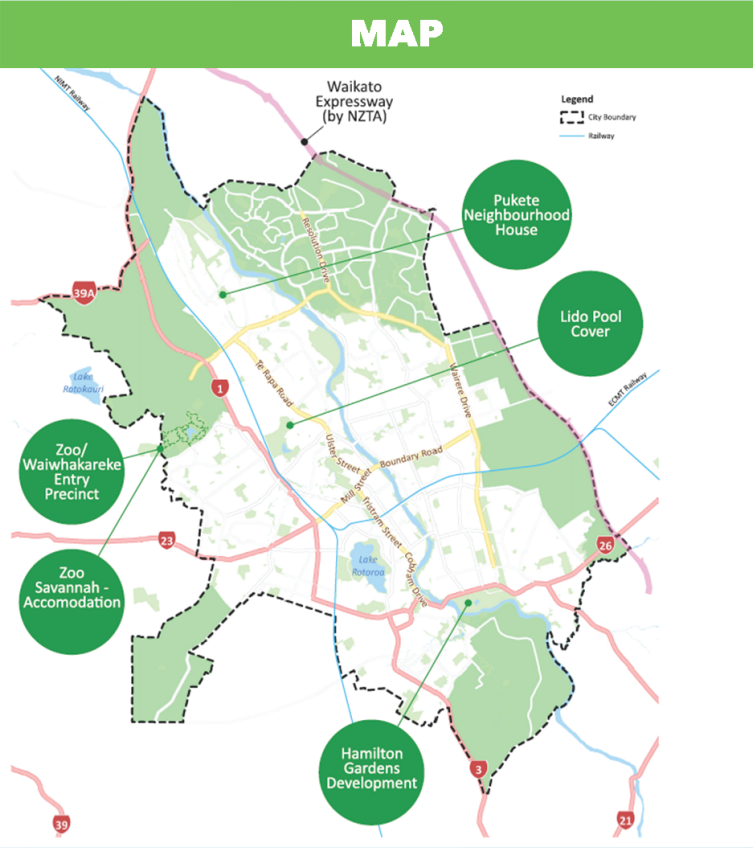 MAP
NIMT Railway
Waikato
Expressway
(by NZTA)
Legend
City Boundary
Railway
Pukete
Neighbourhood
House
Resolution Drive
39A
Lido Pool
Cover
Lake
Rotokauri
1
Te Rapa Road
Wairere Drive
ECMT Railway
Zoo/
Waiwhakareke
Entry
Precinct
Ulster Street
Boundary Road
Mill Street
Tristram Street
23
26
Lake
Rotoroa
Cobham Drive
Zoo
Savannah -
Accomodation
Hamilton
Gardens
Development
3
39
21